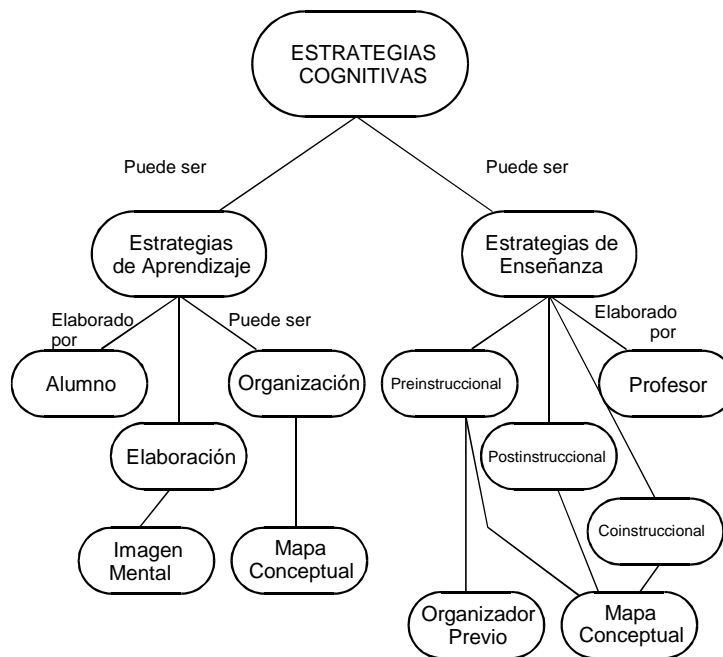 ESTRATEGIAS
COGNITIVAS
Puede ser
Puede ser
Estrategias
de Aprendizaje
Estrategias de
Enseñanza
Elaborado
por
Puede ser
Elaborado
por
Alumno
Organización
Preinstruccional
Profesor
Elaboración
Postinstruccional
Coinstruccional
Imagen
Mental
Mapa
Conceptual
Organizador
Previo
Mapa
Conceptual